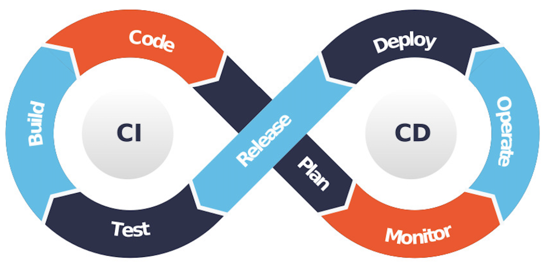 Code
Build
Test
CI
Release
Plan
Deploy
Operate
Monitor
CD